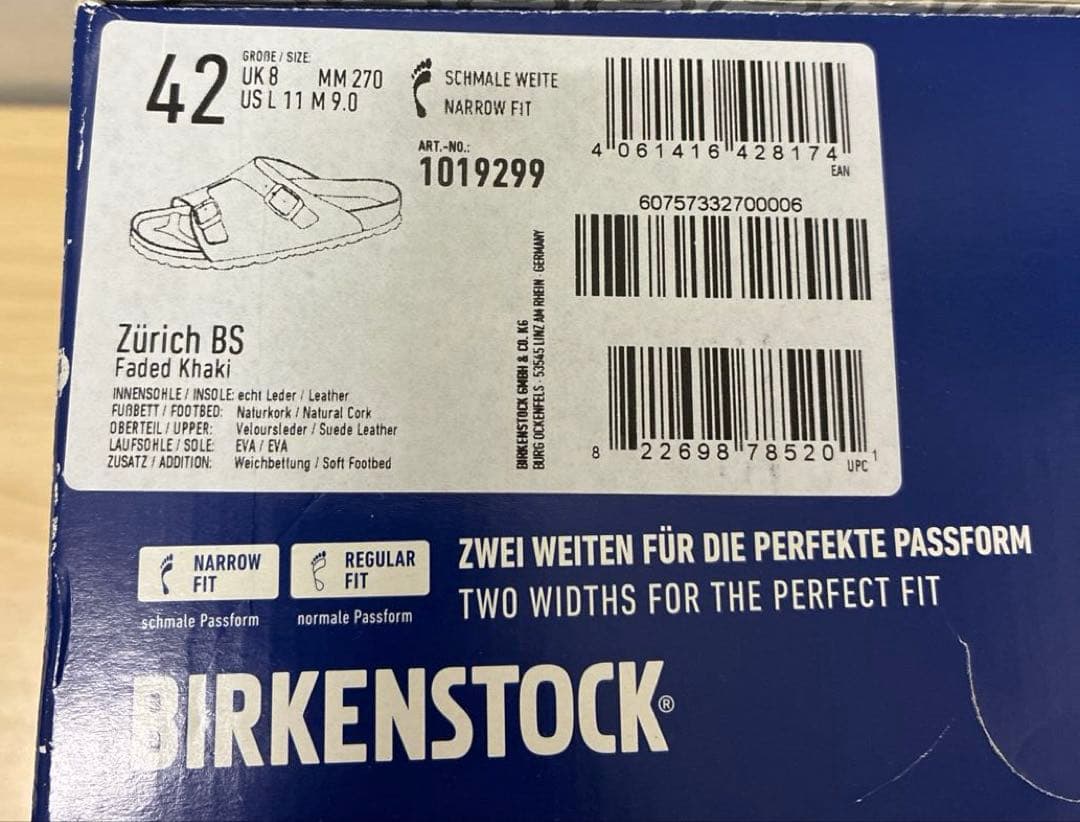 42
GRÖßE / SIZE:
UK 8 MM 270
US L 11 M 9.0
SCHMALE WEITE
NARROW FIT
ART.-NO.:
1019299
4 061416 428174
EAN
60757332700006
Zürich BS
Faded Khaki
INNENSOHLE / INSOLE: echt Leder / Leather
FUßBETT / FOOTBED: Naturkork / Natural Cork
OBERTEIL / UPPER: Veloursleder / Suede Leather
LAUFSOHLE / SOLE: EVA / EVA
ZUSATZ / ADDITION: Weichbettung / Soft Footbed
BIRKENSTOCK GMBH & CO. KG
BURG OCKENFELS - 53545 LINZ AM RHEIN - GERMANY
8 22698 78520 1
UPC
NARROW
FIT
schmale Passform
REGULAR
FIT
normale Passform
ZWEI WEITEN FÜR DIE PERFEKTE PASSFORM
TWO WIDTHS FOR THE PERFECT FIT
BIRKENSTOCK®